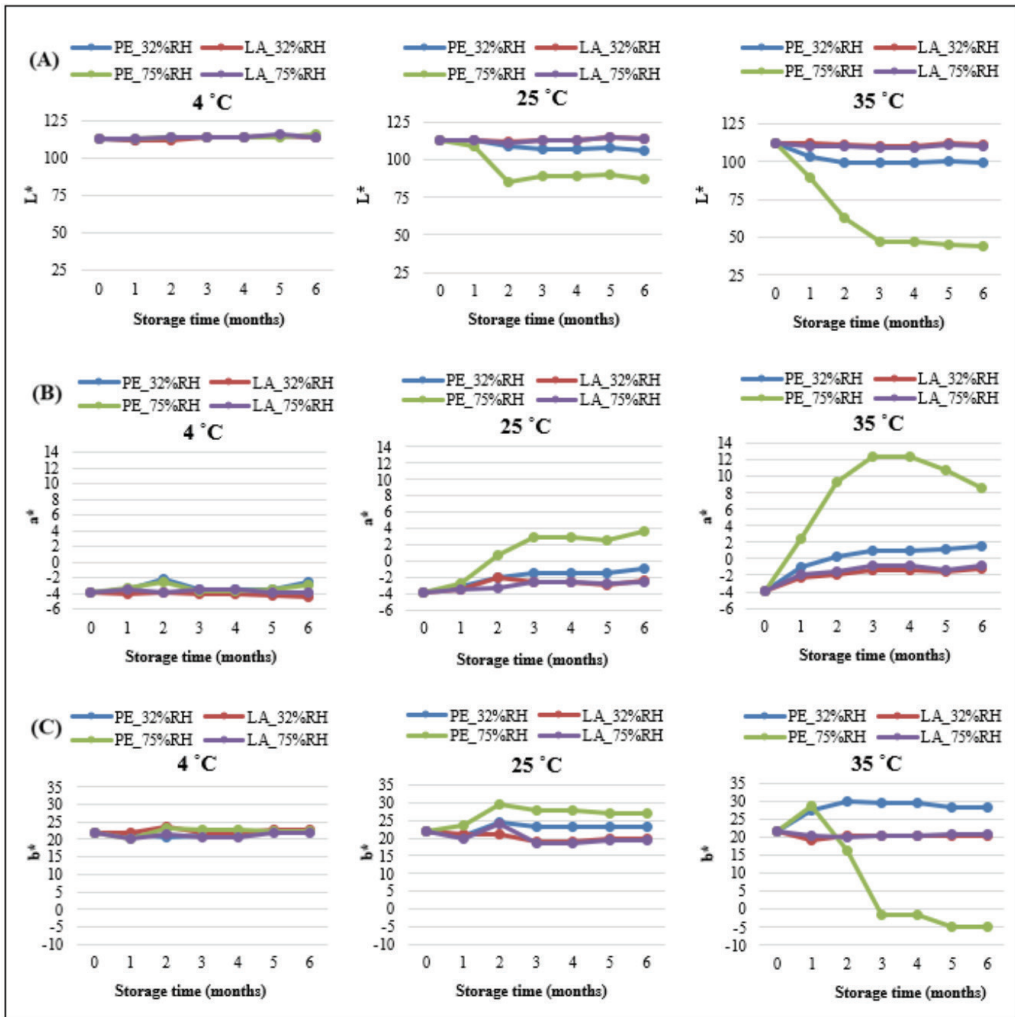 (A)
PE_32%RH LA_32%RH
PE_75%RH LA_75%RH
4 ˚C
125
100
75
50
25
L*
0 1 2 3 4 5 6
Storage time (months)
PE_32%RH LA_32%RH
PE_75%RH LA_75%RH
25 ˚C
125
100
75
50
25
L*
0 1 2 3 4 5 6
Storage time (months)
PE_32%RH LA_32%RH
PE_75%RH LA_75%RH
35 ˚C
125
100
75
50
25
L*
0 1 2 3 4 5 6
Storage time (months)
(B)
PE_32%RH LA_32%RH
PE_75%RH LA_75%RH
4 ˚C
14
12
10
8
6
4
2
0
-2
-4
-6
a*
0 1 2 3 4 5 6
Storage time (months)
PE_32%RH LA_32%RH
PE_75%RH LA_75%RH
25 ˚C
14
12
10
8
6
4
2
0
-2
-4
-6
a*
0 1 2 3 4 5 6
Storage time (months)
PE_32%RH LA_32%RH
PE_75%RH LA_75%RH
35 ˚C
14
12
10
8
6
4
2
0
-2
-4
-6
a*
0 1 2 3 4 5 6
Storage time (months)
(C)
PE_32%RH LA_32%RH
PE_75%RH LA_75%RH
4 ˚C
35
30
25
20
15
10
5
0
-5
-10
b*
0 1 2 3 4 5 6
Storage time (months)
PE_32%RH LA_32%RH
PE_75%RH LA_75%RH
25 ˚C
35
30
25
20
15
10
5
0
-5
-10
b*
0 1 2 3 4 5 6
Storage time (months)
PE_32%RH LA_32%RH
PE_75%RH LA_75%RH
35 ˚C
35
30
25
20
15
10
5
0
-5
-10
b*
0 1 2 3 4 5 6
Storage time (months)